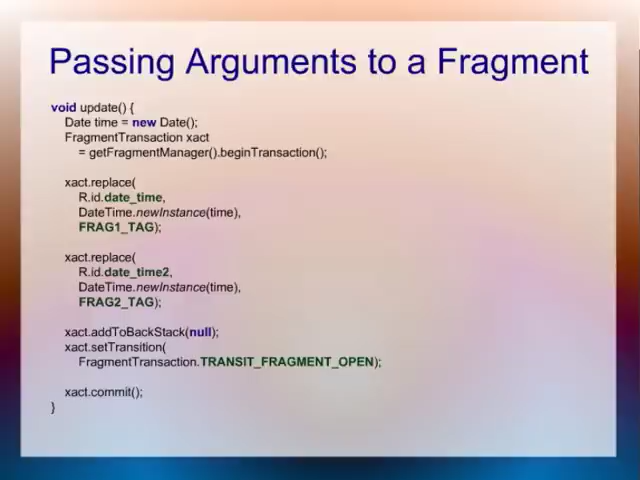 Passing Arguments to a Fragment
void update() {
Date time = new Date();
FragmentTransaction xact
= getFragmentManager().beginTransaction();
xact.replace(
R.id.date_time,
DateTime.newInstance(time),
FRAG1_TAG);
xact.replace(
R.id.date_time2,
DateTime.newInstance(time),
FRAG2_TAG);
xact.addToBackStack(null);
xact.setTransition(
FragmentTransaction.TRANSIT_FRAGMENT_OPEN);
xact.commit();
}